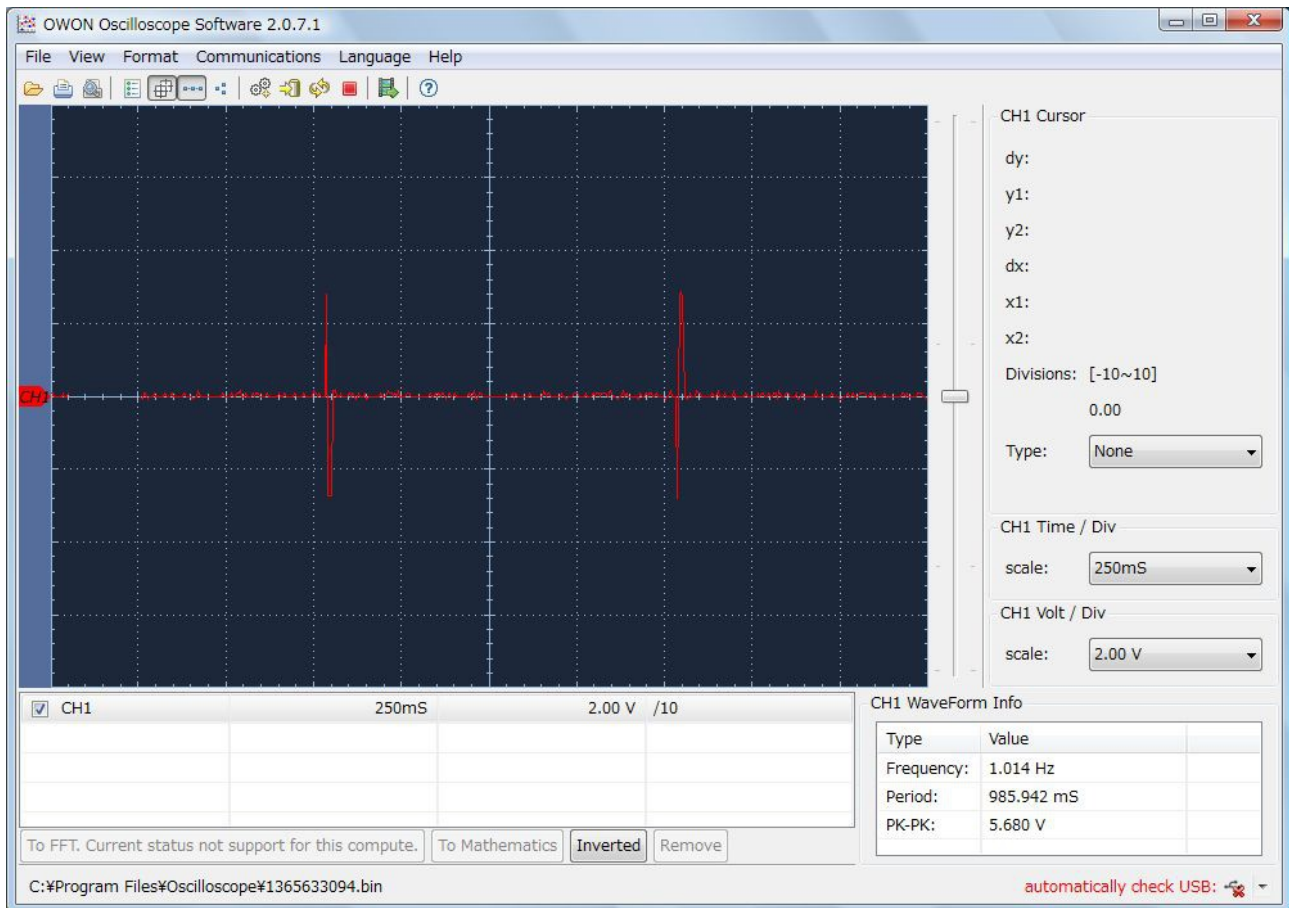 OWON Oscilloscope Software 2.0.7.1
File View Format Communications Language Help
CH1
CH1 Cursor
dy:
y1:
y2:
dx:
x1:
x2:
Divisions: [-10~10]
0.00
Type: None
CH1 Time / Div
scale: 250mS
CH1 Volt / Div
scale: 2.00 V
CH1 250mS 2.00 V /10
CH1 WaveForm Info
Type Value
Frequency: 1.014 Hz
Period: 985.942 mS
PK-PK: 5.680 V
To FFT. Current status not support for this compute. To Mathematics Inverted Remove
C:¥Program Files¥Oscilloscope¥1365633094.bin
automatically check USB: